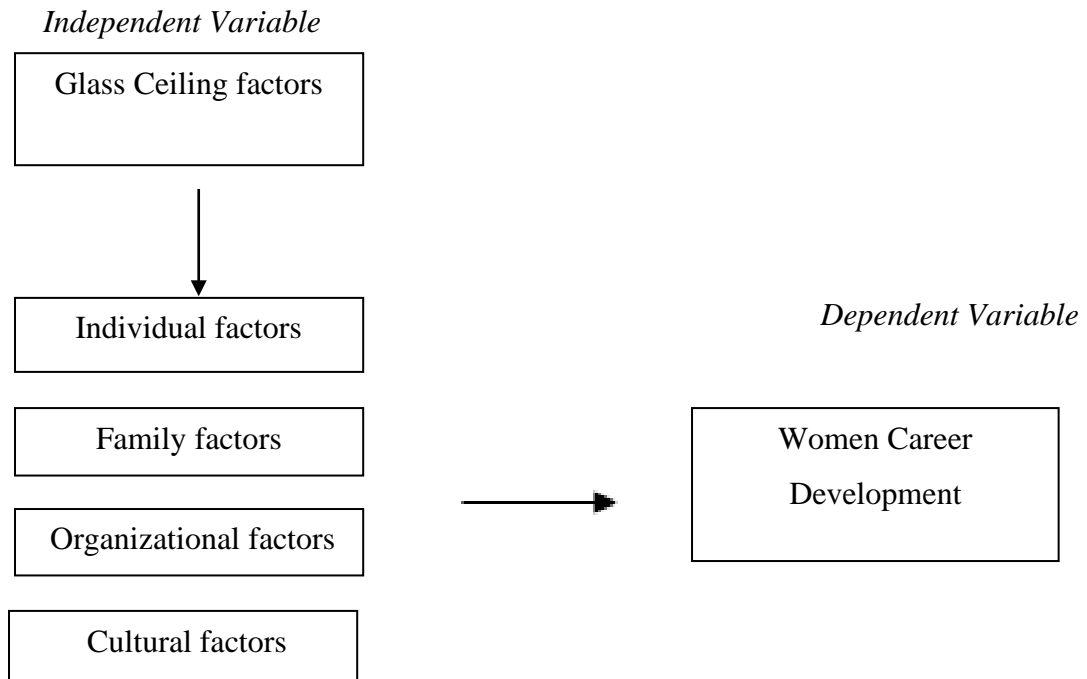 Independent Variable
Glass Ceiling factors
Individual factors
Dependent Variable
Family factors
Women Career
Development
Organizational factors
Cultural factors